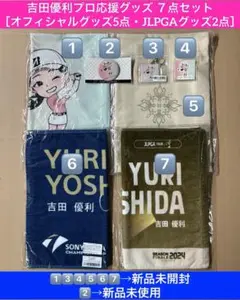 吉田優利プロ応援グッズ 7点セット
[オフィシャルグッズ5点・JLPGAグッズ2点]
1 2 3 4
5
6 7
YURI
YOSH
吉田 優利
SONY
CHAMPION
JLPGA
YURI
SHIDA
吉田 優利
2024
1 3 4 5 6 7→新品未開封
2→新品未使用